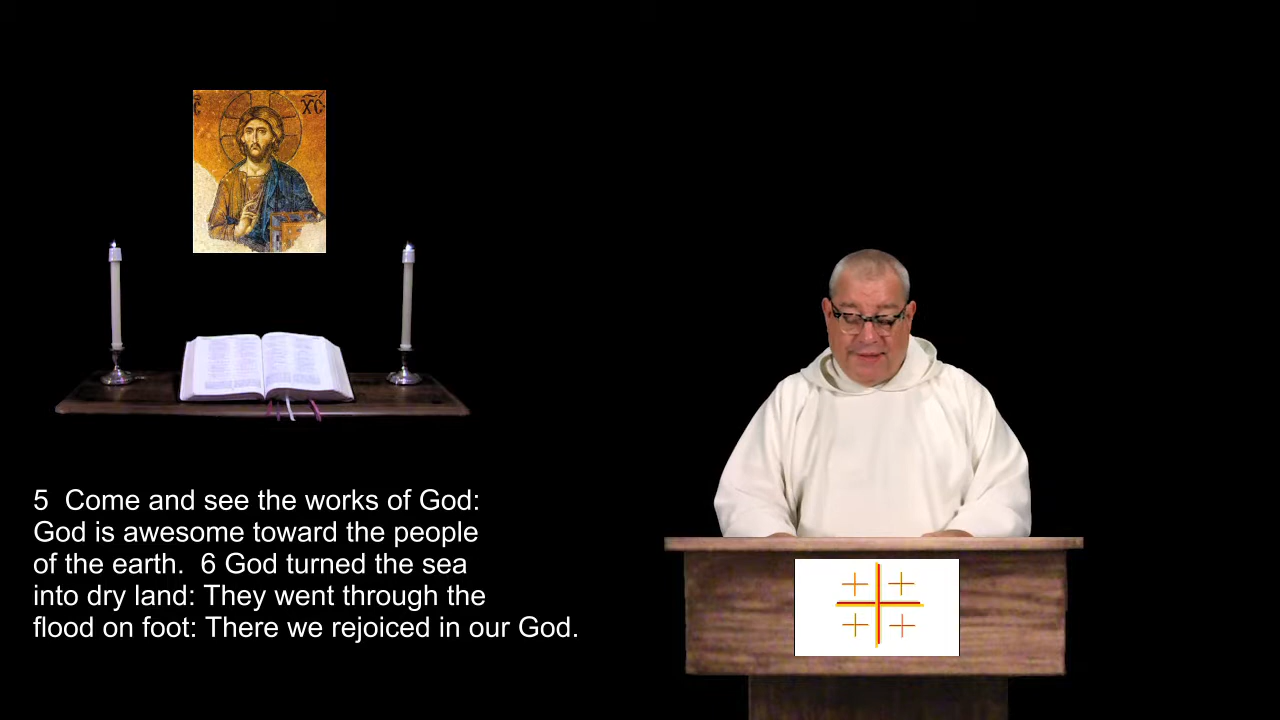 XC
5 Come and see the works of God:
God is awesome toward the people
of the earth. 6 God turned the sea
into dry land: They went through the
flood on foot: There we rejoiced in our God.